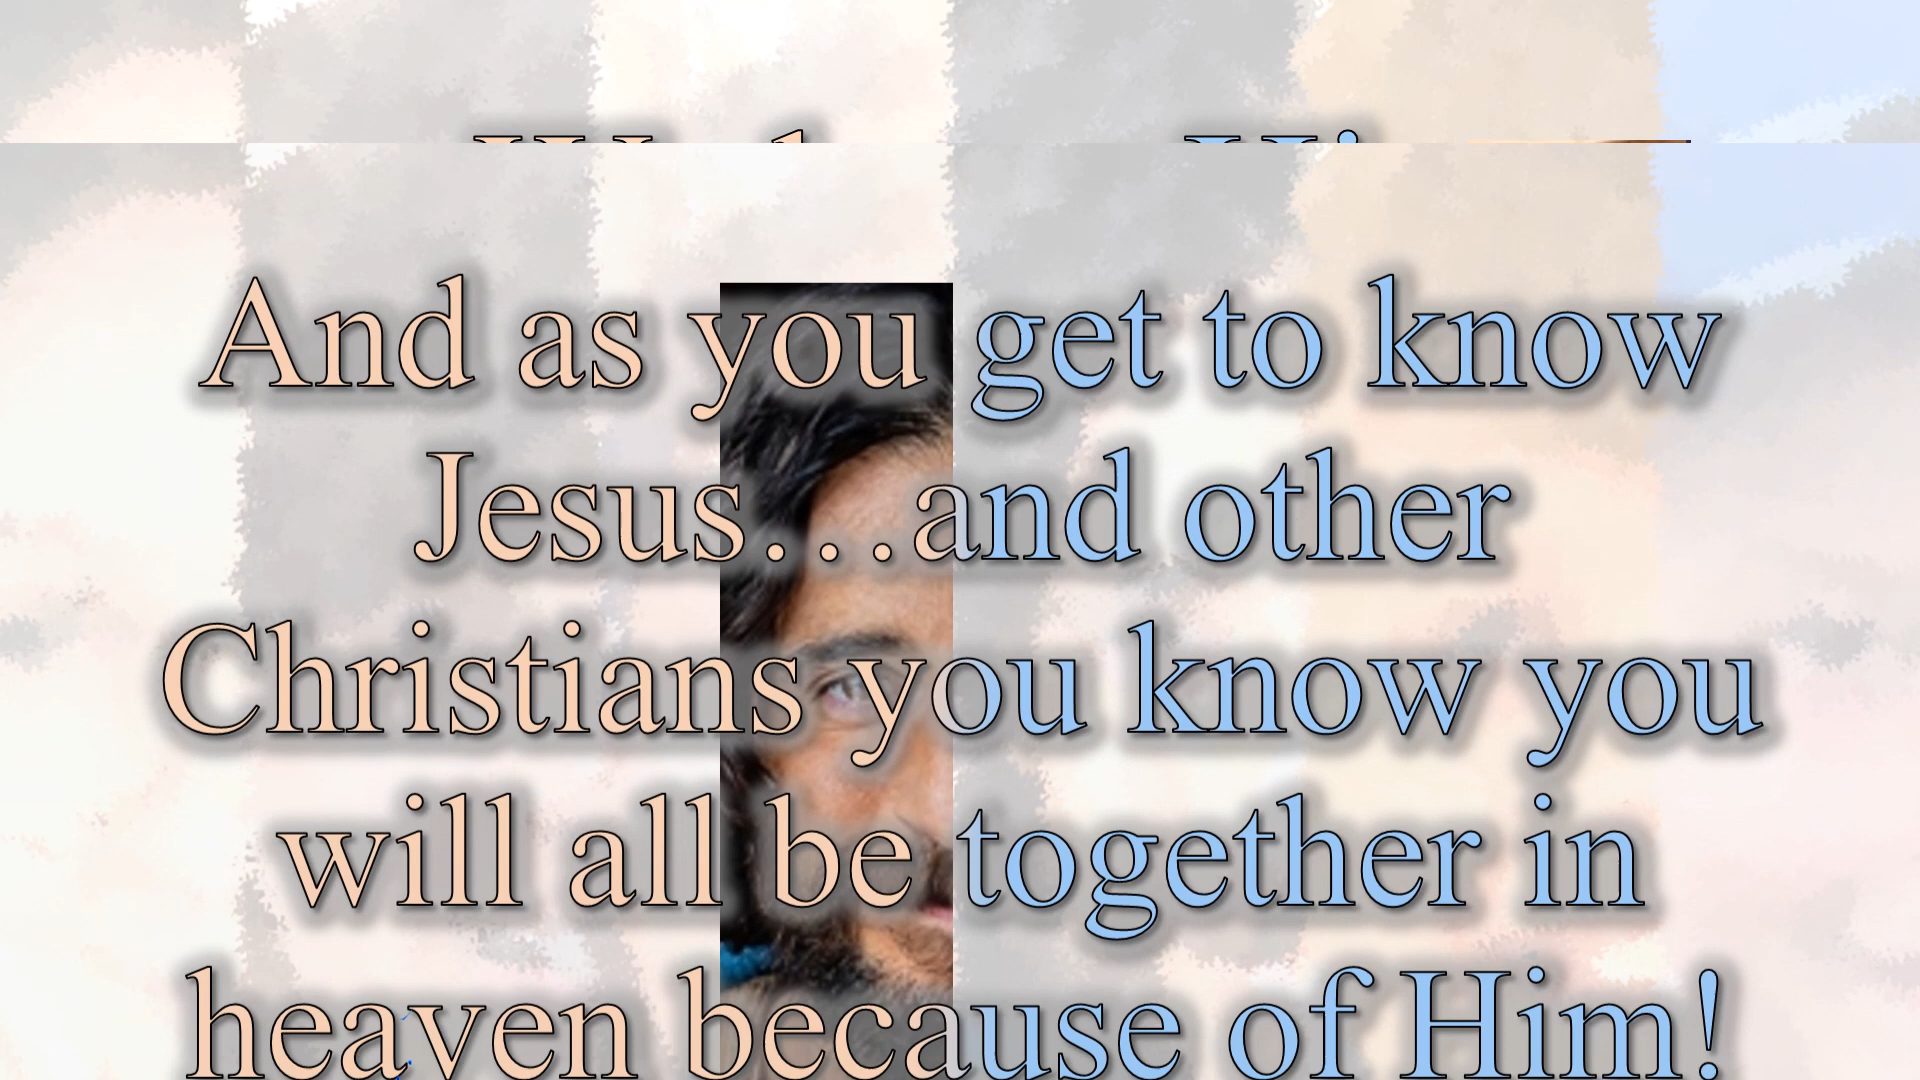 And as you get to know
Jesus…and other
Christians you know you
will all be together in
heaven because of Him!